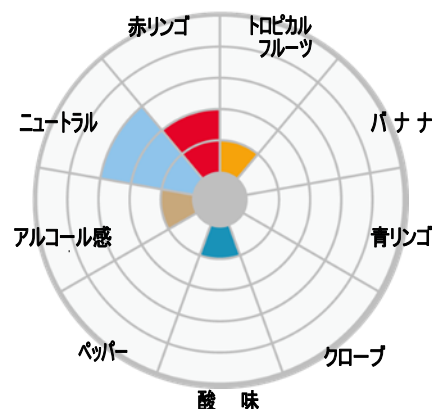 赤リンゴ
トロピカル
フルーツ
ニュートラル
バナナ
アルコール感
青リンゴ
ペッパー
クローブ
酸 味